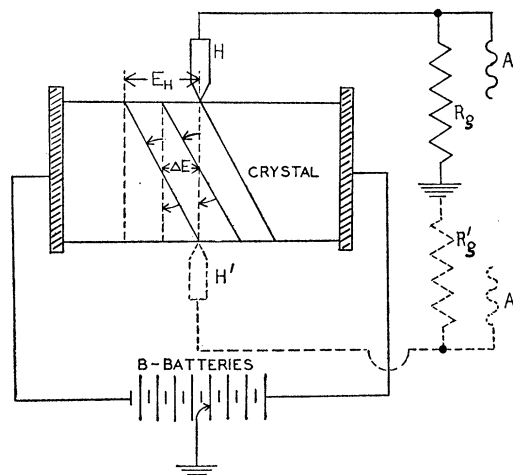 H
A
E_H
R_g
ΔE
CRYSTAL
R'_g
A
H'
B-BATTERIES